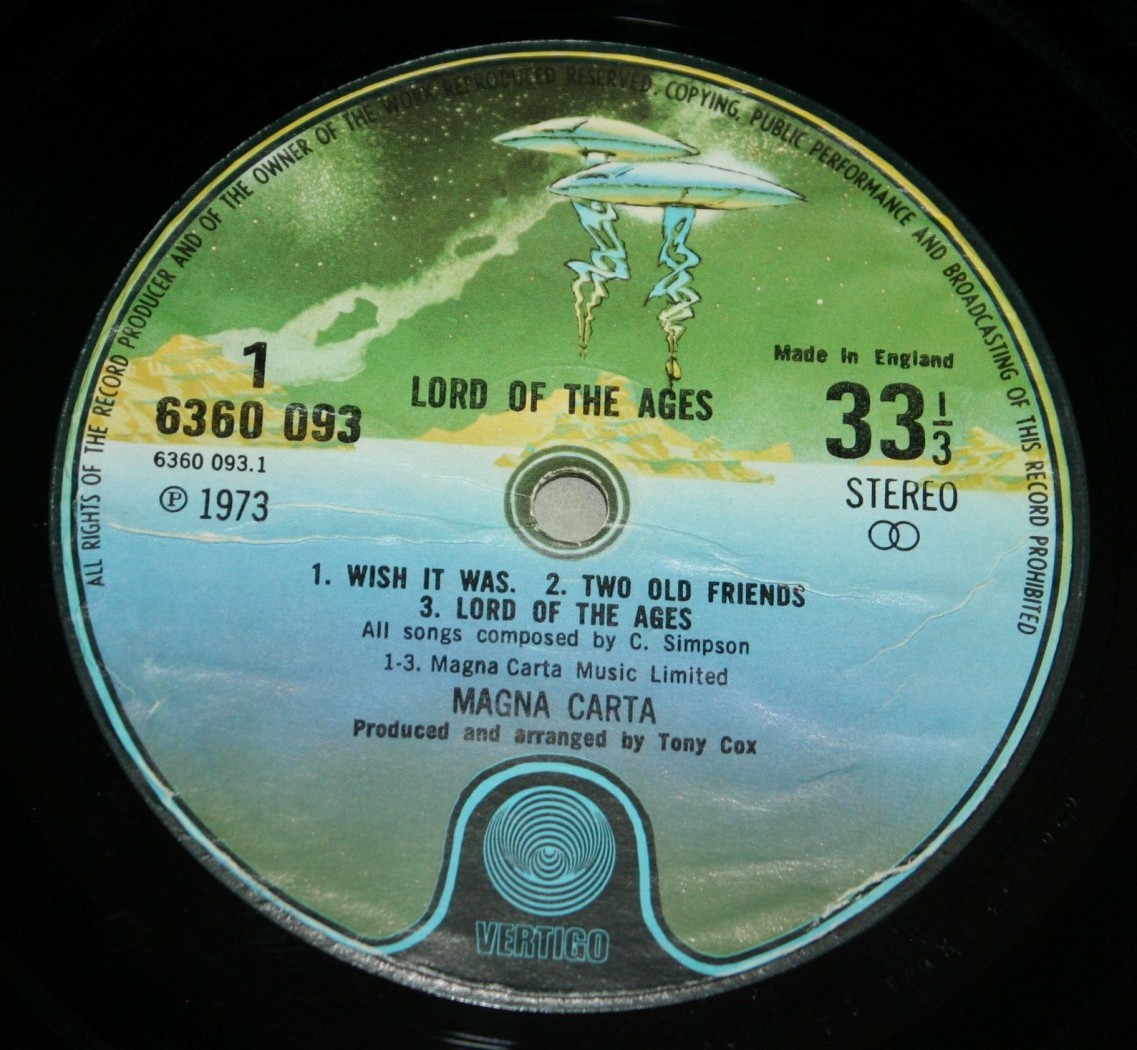 ALL RIGHTS OF THE RECORD PRODUCER AND OF THE OWNER OF THE WORK REPRODUCED RESERVED. COPYING, PUBLIC PERFORMANCE AND BROADCASTING OF THIS RECORD PROHIBITED
1
6360 093
6360 093.1
℗ 1973
LORD OF THE AGES
Made in England
33 1/3
STEREO
1. WISH IT WAS. 2. TWO OLD FRIENDS
3. LORD OF THE AGES
All songs composed by C. Simpson
1-3. Magna Carta Music Limited
MAGNA CARTA
Produced and arranged by Tony Cox
VERTIGO